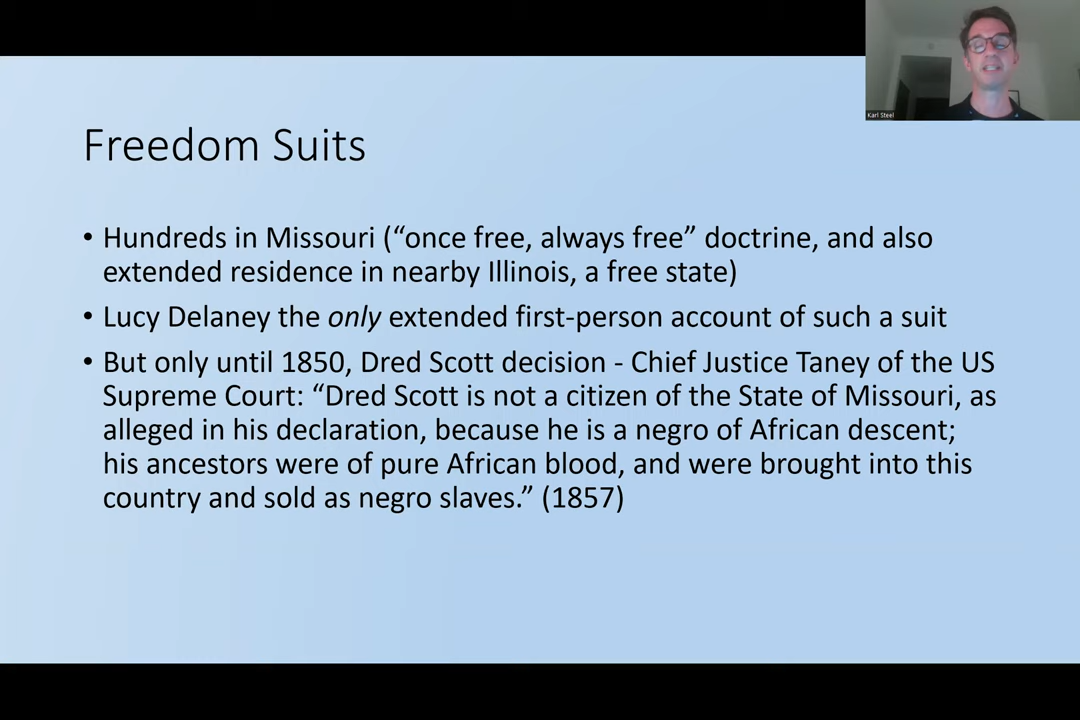 Karl Steel
Freedom Suits
• Hundreds in Missouri (“once free, always free” doctrine, and also
extended residence in nearby Illinois, a free state)
• Lucy Delaney the only extended first-person account of such a suit
• But only until 1850, Dred Scott decision - Chief Justice Taney of the US
Supreme Court: “Dred Scott is not a citizen of the State of Missouri, as
alleged in his declaration, because he is a negro of African descent;
his ancestors were of pure African blood, and were brought into this
country and sold as negro slaves.” (1857)